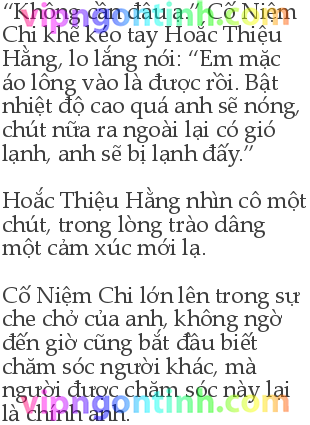 “Không cần đâu ạ.” Cố Niệm
Chi khẽ kéo tay Hoắc Thiệu
Hằng, lo lắng nói: “Em mặc
áo lông vào là được rồi. Bật
nhiệt độ cao quá anh sẽ nóng,
chút nữa ra ngoài lại có gió
lạnh, anh sẽ bị lạnh đấy.”
Hoắc Thiệu Hằng nhìn cô một
chút, trong lòng trào dâng
một cảm xúc mới lạ.
Cố Niệm Chi lớn lên trong sự
che chở của anh, không ngờ
đến giờ cũng bắt đầu biết
chăm sóc người khác, mà
người được chăm sóc này lại
là chính anh.
vipngontinh.com
vipngontinh.com